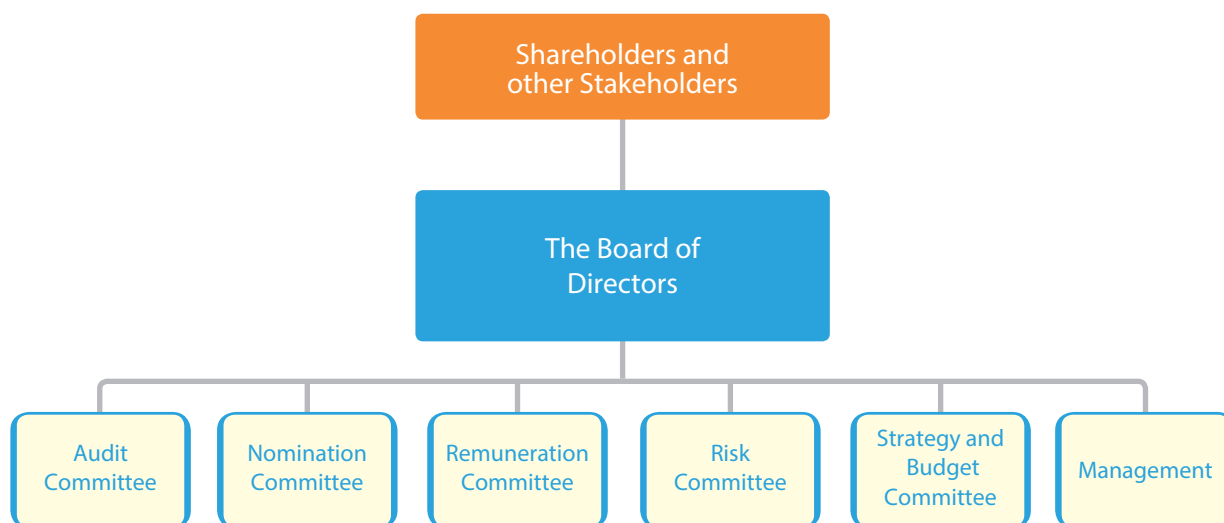 Shareholders and
other Stakeholders
The Board of
Directors
Audit
Committee
Nomination
Committee
Remuneration
Committee
Risk
Committee
Strategy and
Budget
Committee
Management